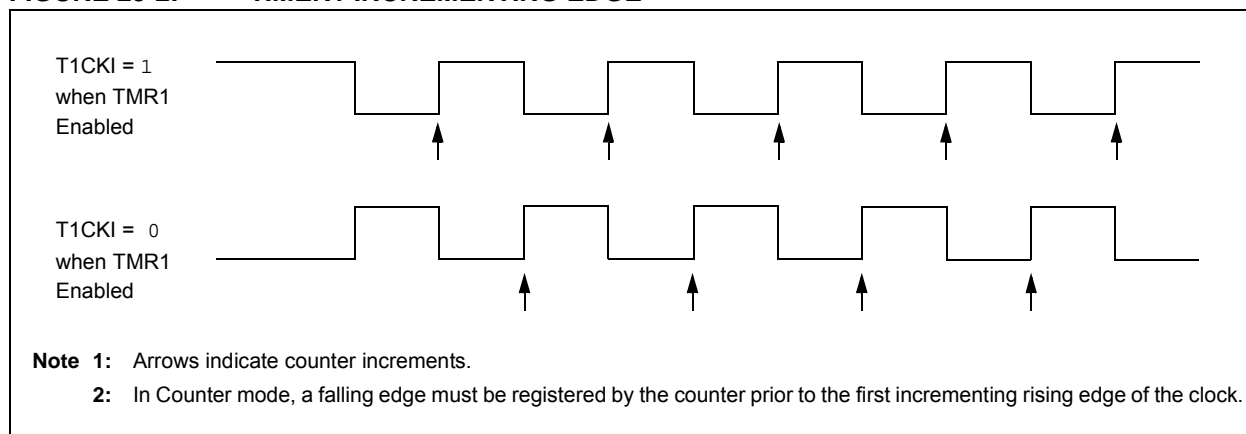 T1CKI = 1
when TMR1
Enabled
T1CKI = 0
when TMR1
Enabled
Note 1: Arrows indicate counter increments.
2: In Counter mode, a falling edge must be registered by the counter prior to the first incrementing rising edge of the clock.